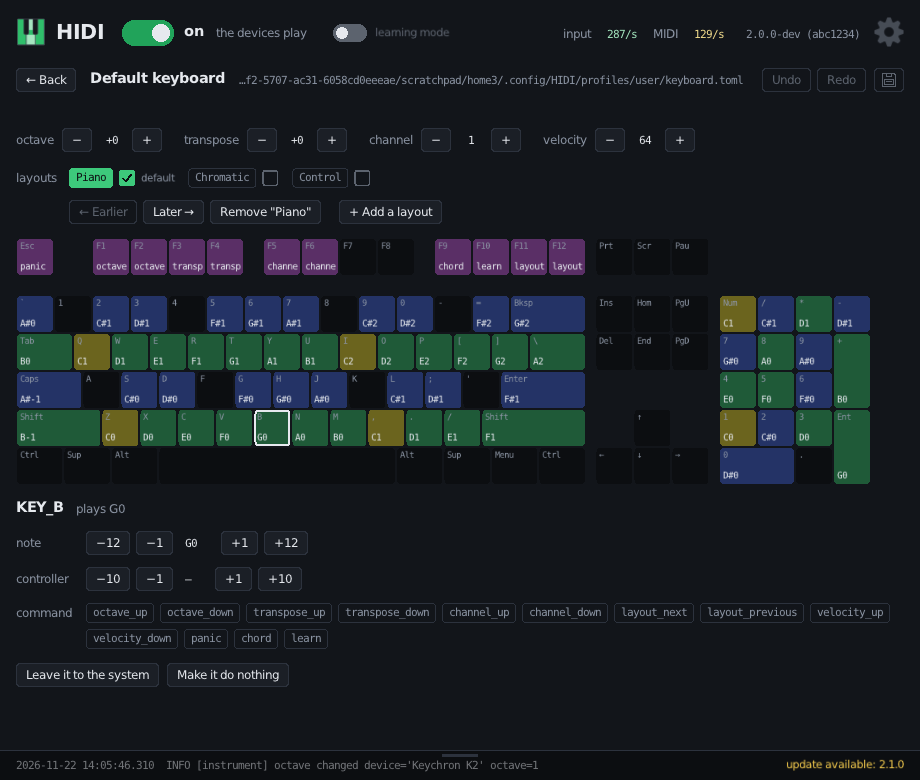 HIDI on the devices play learning mode input 287/s MIDI 129/s 2.0.0-dev (abc1234)
← Back Default keyboard …f2-5707-ac31-6058cd0eeeae/scratchpad/home3/.config/HIDI/profiles/user/keyboard.toml Undo Redo
octave − +0 + transpose − +0 + channel − 1 + velocity − 64 +
layouts Piano default Chromatic Control
← Earlier Later → Remove "Piano" + Add a layout
Esc F1 F2 F3 F4 F5 F6 F7 F8 F9 F10 F11 F12 Prt Scr Pau
panic octave octave transp transp channe channe chord learn layout layout
` 1 2 3 4 5 6 7 8 9 0 - = Bksp Ins Hom PgU Num / * -
A#0 C#1 D#1 F#1 G#1 A#1 C#2 D#2 F#2 G#2 C1 C#1 D1 D#1
Tab Q W E R T Y U I O P [ ] \ Del End PgD 7 8 9 +
B0 C1 D1 E1 F1 G1 A1 B1 C2 D2 E2 F2 G2 A2 G#0 A0 A#0
Caps A S D F G H J K L ; ' Enter 4 5 6
A#-1 C#0 D#0 F#0 G#0 A#0 C#1 D#1 F#1 E0 F0 F#0 B0
Shift Z X C V B N M , . / Shift ↑ 1 2 3 Ent
B-1 C0 D0 E0 F0 G0 A0 B0 C1 D1 E1 F1 C0 C#0 D0
Ctrl Sup Alt Alt Sup Menu Ctrl ← ↓ → 0 .
D#0 G0
KEY_B plays G0
note −12 −1 G0 +1 +12
controller −10 −1 — +1 +10
command octave_up octave_down transpose_up transpose_down channel_up channel_down layout_next layout_previous velocity_up
velocity_down panic chord learn
Leave it to the system Make it do nothing
2026-11-22 14:05:46.310 INFO [instrument] octave changed device='Keychron K2' octave=1 update available: 2.1.0